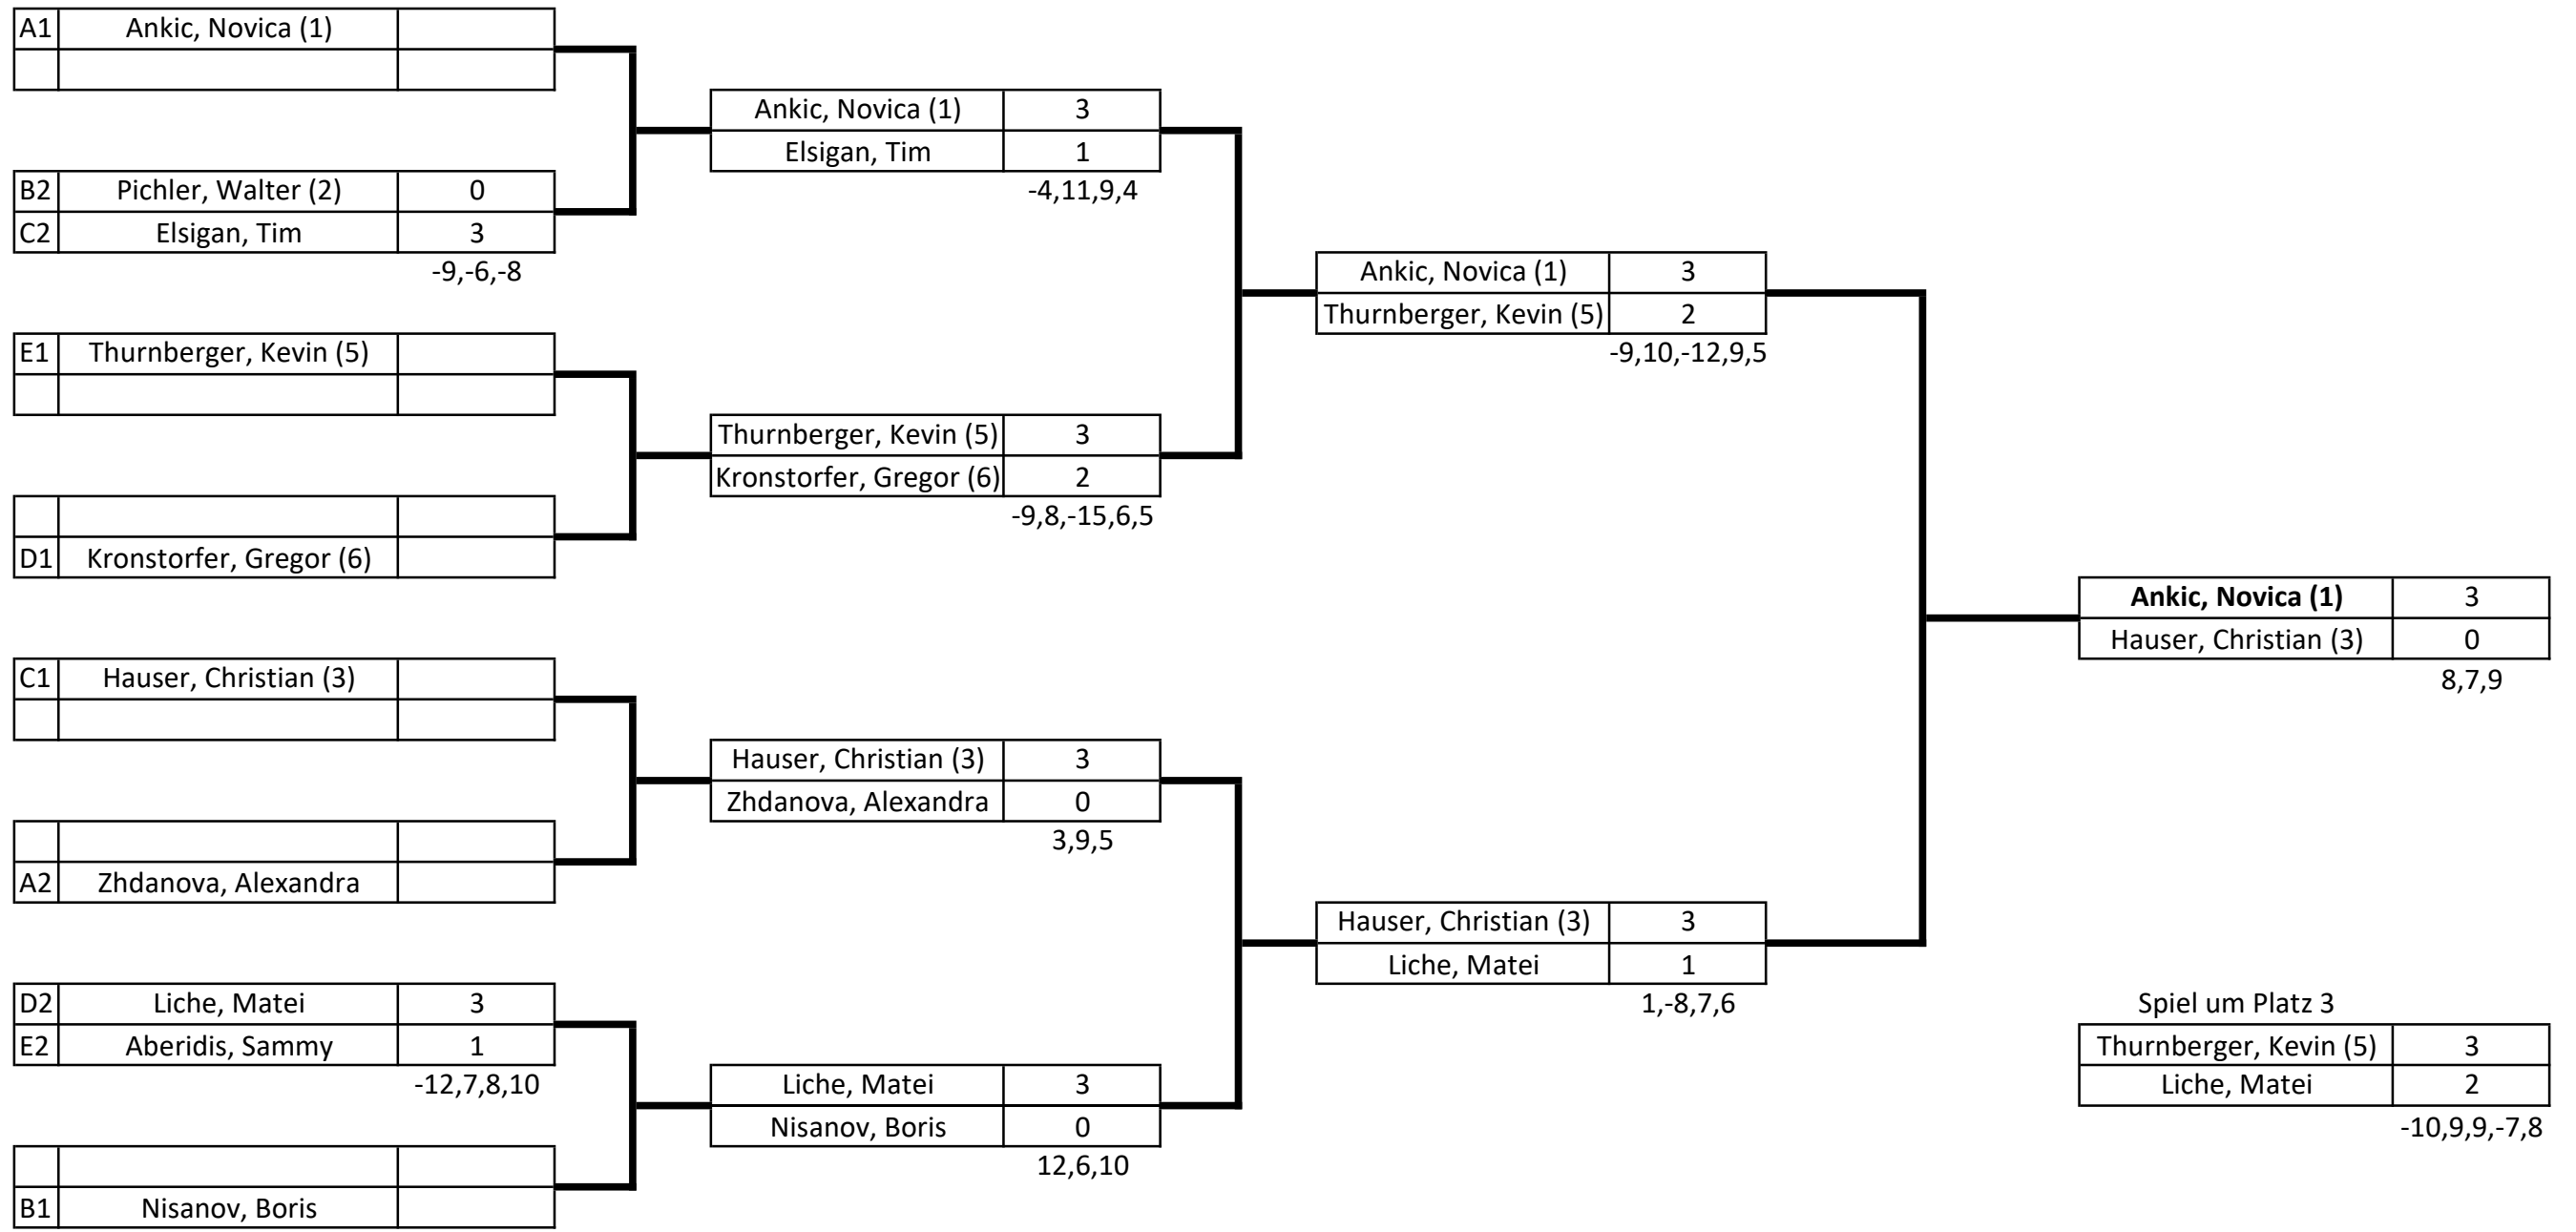 A1 Ankic, Novica (1)
B2 Pichler, Walter (2) 0
C2 Elsigan, Tim 3
-9,-6,-8
E1 Thurnberger, Kevin (5)
D1 Kronstorfer, Gregor (6)
C1 Hauser, Christian (3)
A2 Zhdanova, Alexandra
D2 Liche, Matei 3
E2 Aberidis, Sammy 1
-12,7,8,10
B1 Nisanov, Boris
Ankic, Novica (1) 3
Elsigan, Tim 1
-4,11,9,4
Thurnberger, Kevin (5) 3
Kronstorfer, Gregor (6) 2
-9,8,-15,6,5
Hauser, Christian (3) 3
Zhdanova, Alexandra 0
3,9,5
Liche, Matei 3
Nisanov, Boris 0
12,6,10
Ankic, Novica (1) 3
Thurnberger, Kevin (5) 2
-9,10,-12,9,5
Hauser, Christian (3) 3
Liche, Matei 1
1,-8,7,6
Ankic, Novica (1) 3
Hauser, Christian (3) 0
8,7,9
Spiel um Platz 3
Thurnberger, Kevin (5) 3
Liche, Matei 2
-10,9,9,-7,8